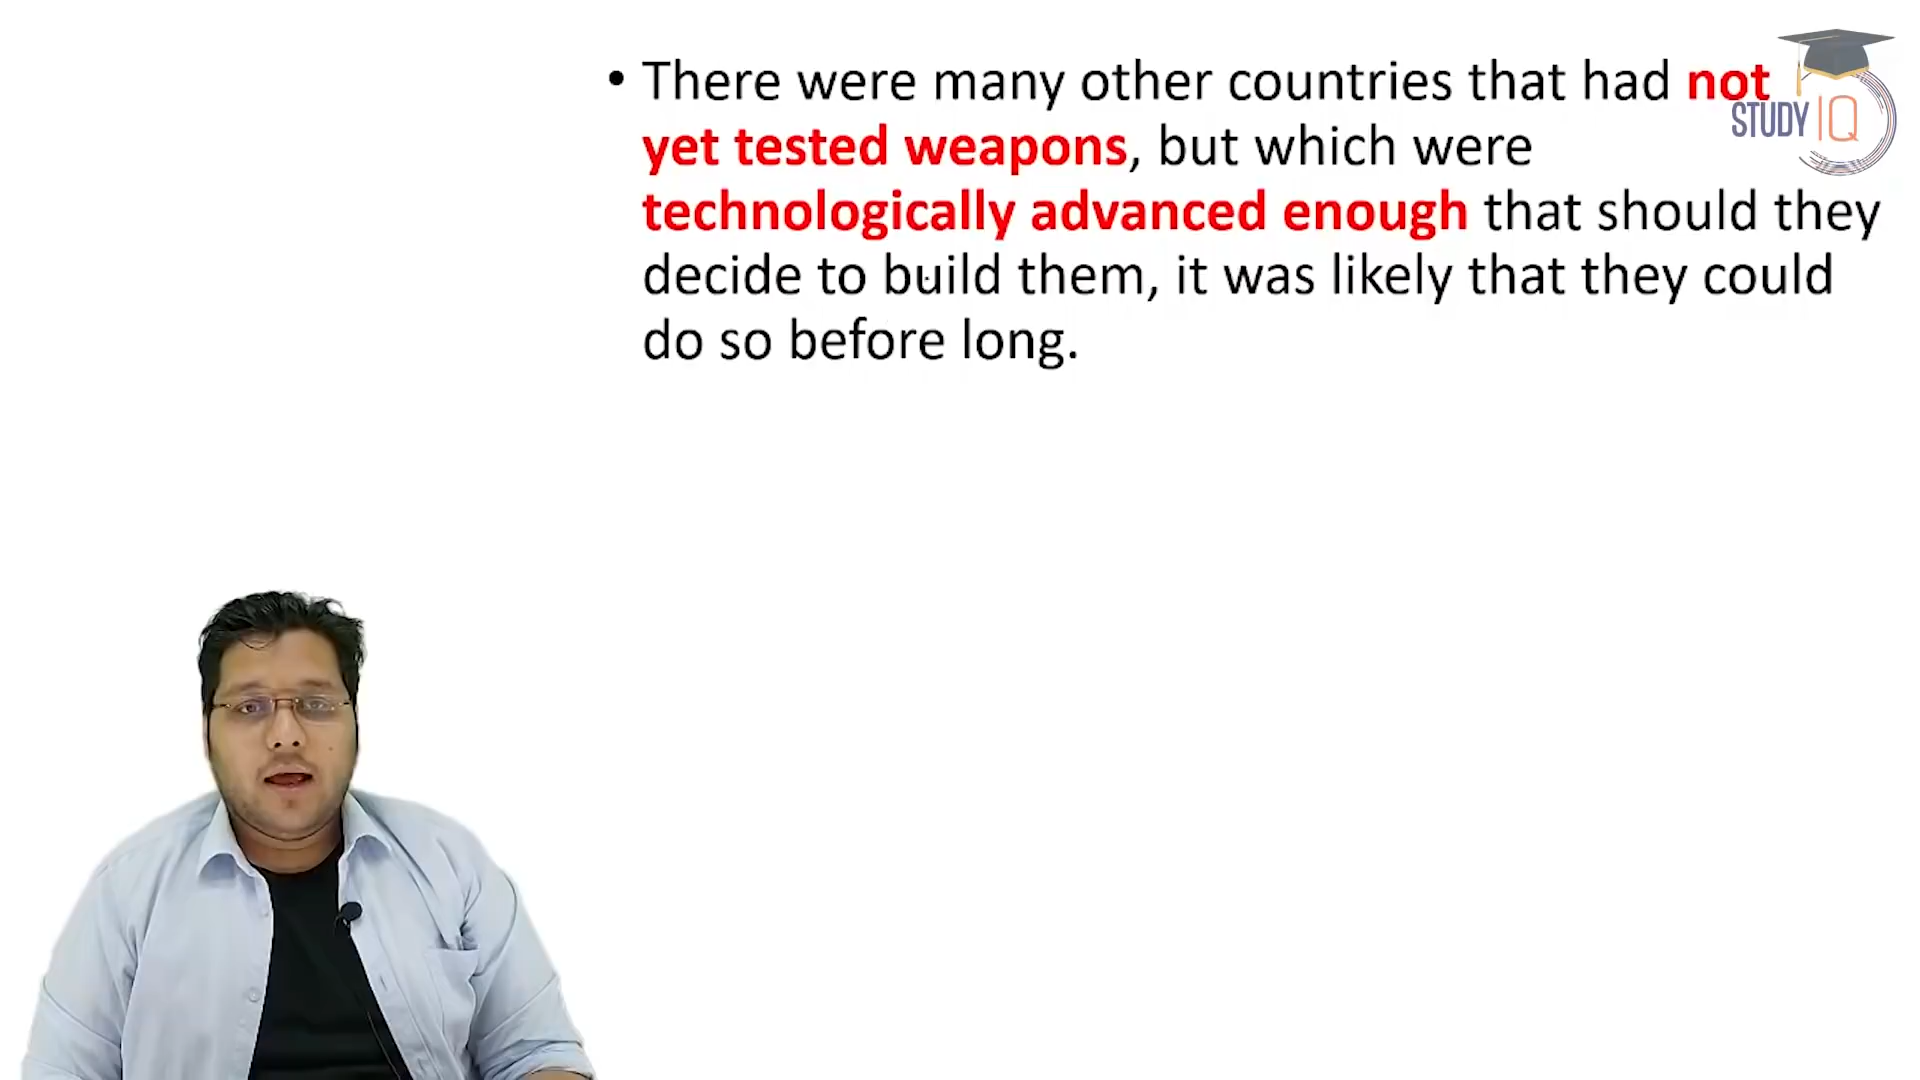 • There were many other countries that had not
yet tested weapons, but which were
technologically advanced enough that should they
decide to build them, it was likely that they could
do so before long.
STUDY IQ